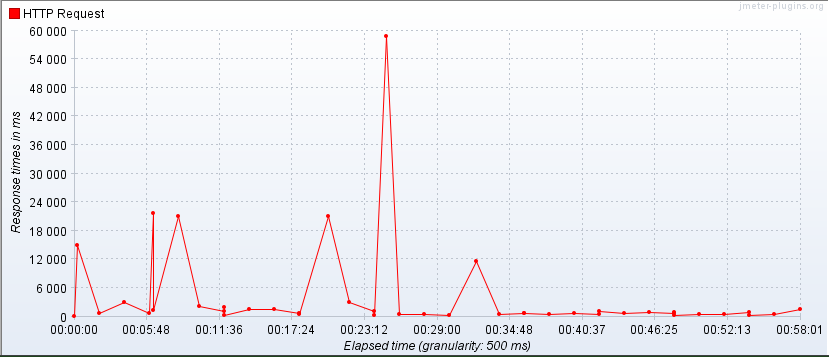 jmeter-plugins.org
HTTP Request
60 000
54 000
48 000
42 000
36 000
30 000
24 000
18 000
12 000
6 000
0
Response times in ms
00:00:00 00:05:48 00:11:36 00:17:24 00:23:12 00:29:00 00:34:48 00:40:37 00:46:25 00:52:13 00:58:01
Elapsed time (granularity: 500 ms)